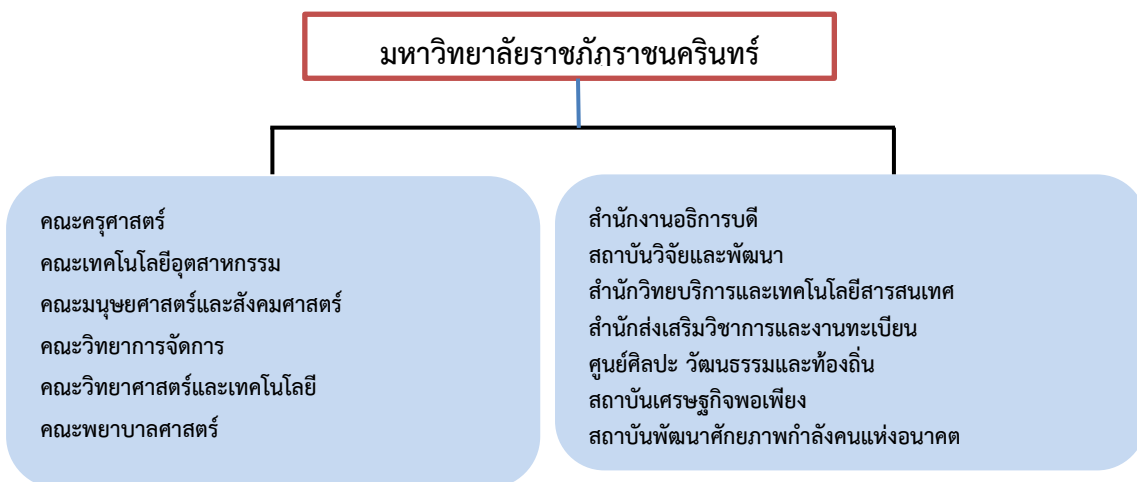 มหาวิทยาลัยราชภัฏราชนครินทร์
คณะครุศาสตร์
คณะเทคโนโลยีอุตสาหกรรม
คณะมนุษยศาสตร์และสังคมศาสตร์
คณะวิทยาการจัดการ
คณะวิทยาศาสตร์และเทคโนโลยี
คณะพยาบาลศาสตร์
สำนักงานอธิการบดี
สถาบันวิจัยและพัฒนา
สำนักวิทยบริการและเทคโนโลยีสารสนเทศ
สำนักส่งเสริมวิชาการและงานทะเบียน
ศูนย์ศิลปะ วัฒนธรรมและท้องถิ่น
สถาบันเศรษฐกิจพอเพียง
สถาบันพัฒนาศักยภาพกำลังคนแห่งอนาคต